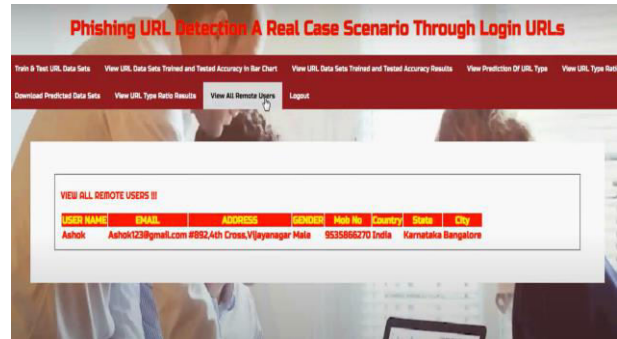 Phishing URL Detection A Real Case Scenario Through Login URLs
Train & Test URL Data Sets View URL Data Sets Trained and Tested Accuracy in Bar Chart View URL Data Sets Trained and Tested Accuracy Results View Prediction Of URL Type View URL Type Rati
Download Predicted Data Sets View URL Type Ratio Results View All Remote Users Logout
VIEW ALL REMOTE USERS !!!
USER NAME EMAIL ADDRESS GENDER Mob No Country State City
Ashok Ashok123@gmail.com #892,4th Cross,Vijayanagar Male 9535866270 India Karnataka Bangalore